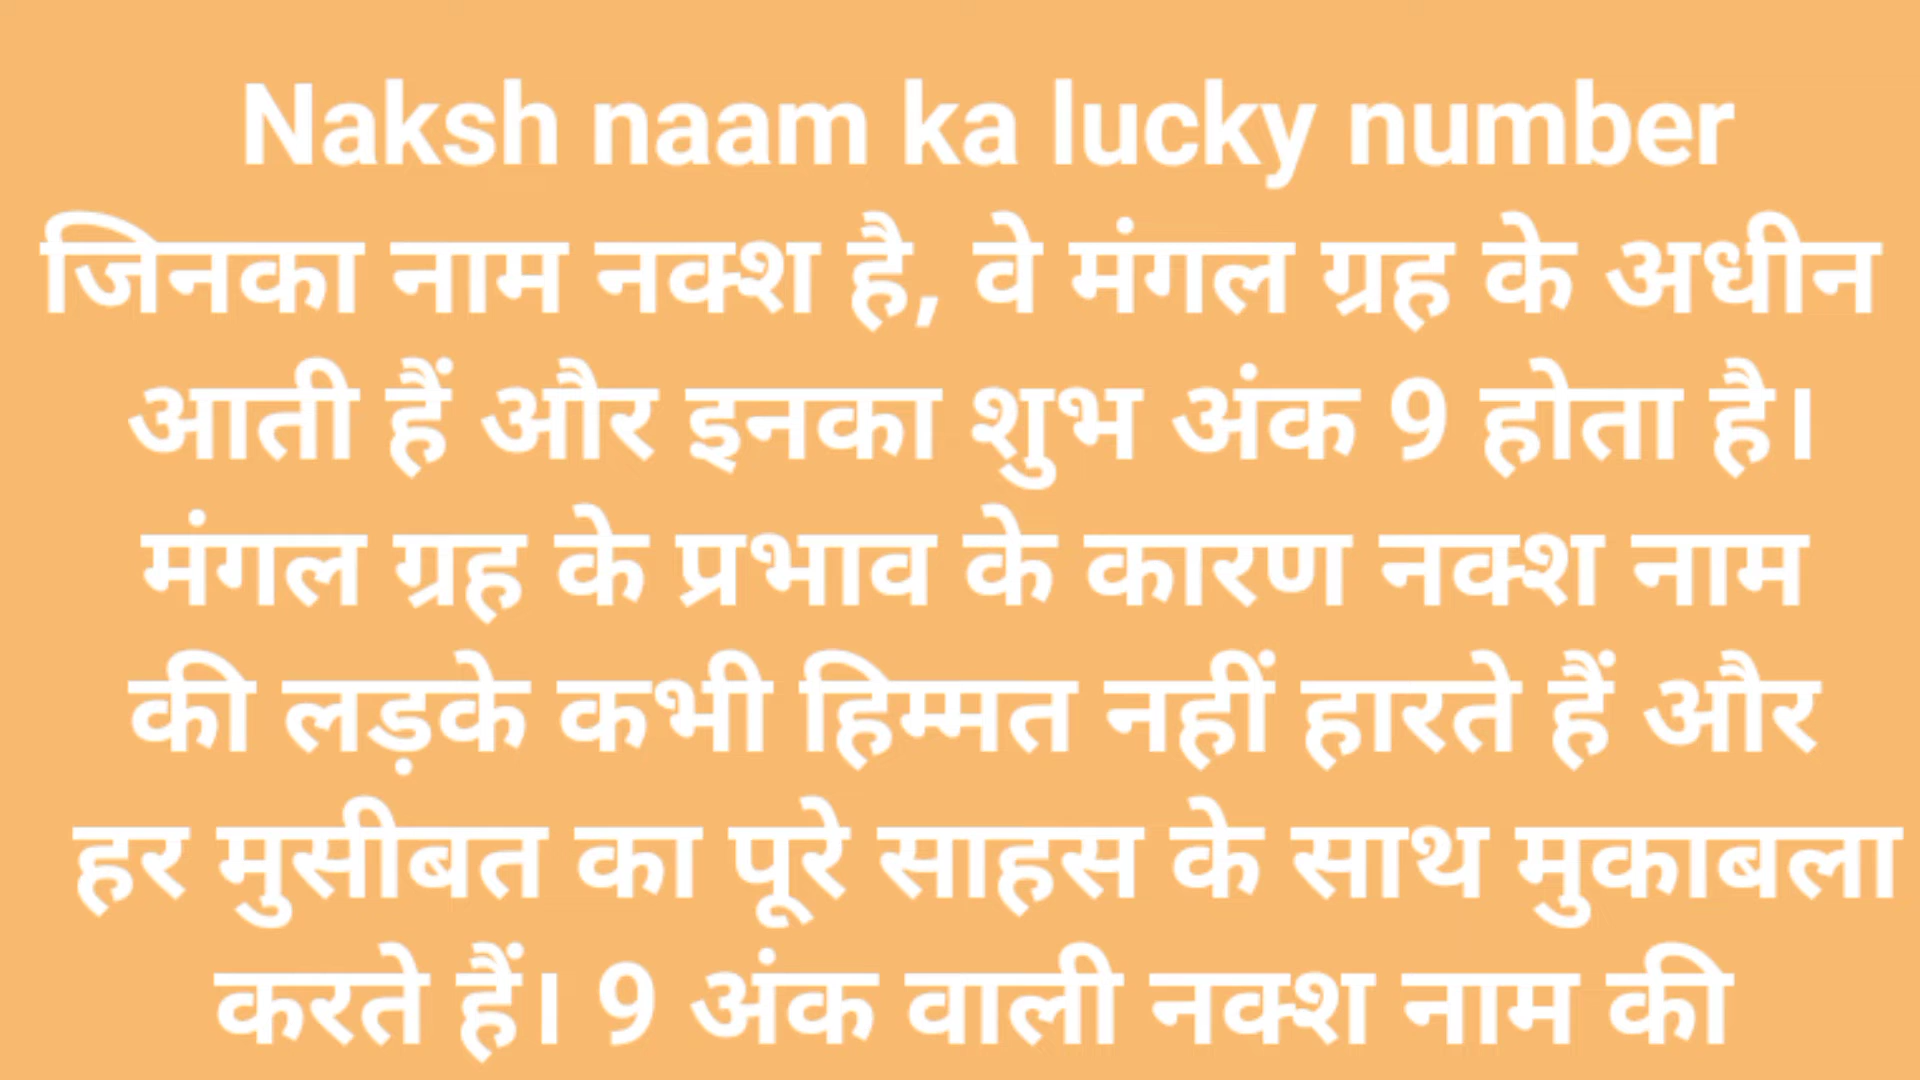 Naksh naam ka lucky number
जिनका नाम नक्श है, वे मंगल ग्रह के अधीन
आती हैं और इनका शुभ अंक 9 होता है।
मंगल ग्रह के प्रभाव के कारण नक्श नाम
की लड़के कभी हिम्मत नहीं हारते हैं और
हर मुसीबत का पूरे साहस के साथ मुकाबला
करते हैं। 9 अंक वाली नक्श नाम की